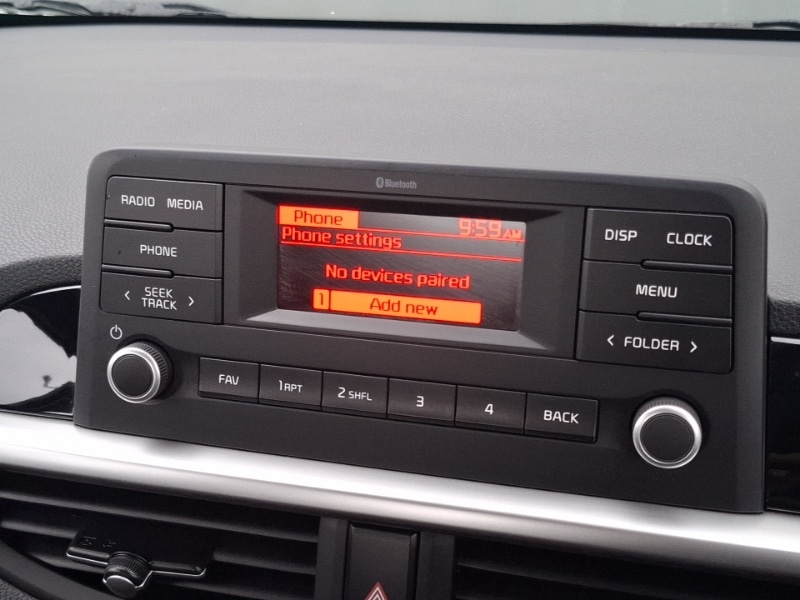 Bluetooth
RADIO MEDIA
PHONE
< SEEK TRACK >
Phone
9:59 AM
Phone settings
No devices paired
1 Add new
DISP CLOCK
MENU
< FOLDER >
FAV
1 RPT
2 SHFL
3
4
BACK